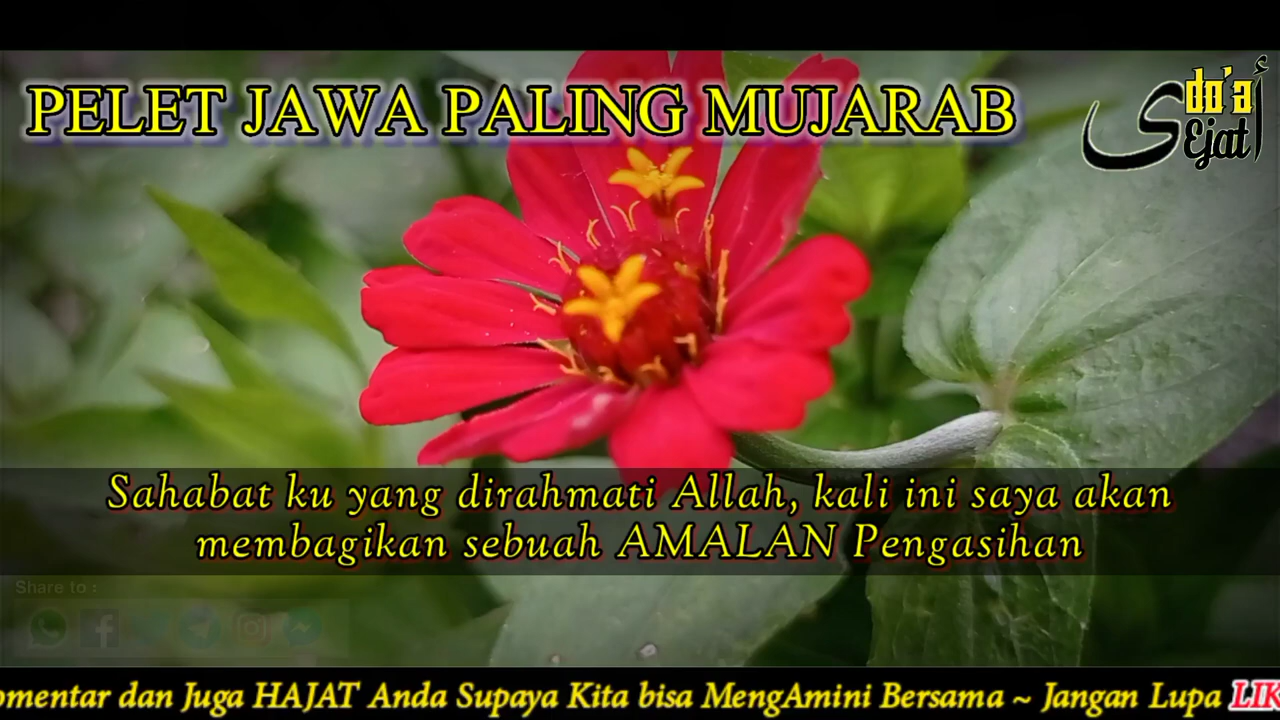 PELET JAWA PALING MUJARAB
do'a
Ejati
أ
ى
Sahabat ku yang dirahmati Allah, kali ini saya akan
membagikan sebuah AMALAN Pengasihan
Share to :
omentar dan Juga HAJAT Anda Supaya Kita bisa MengAmini Bersama ~ Jangan Lupa LIK